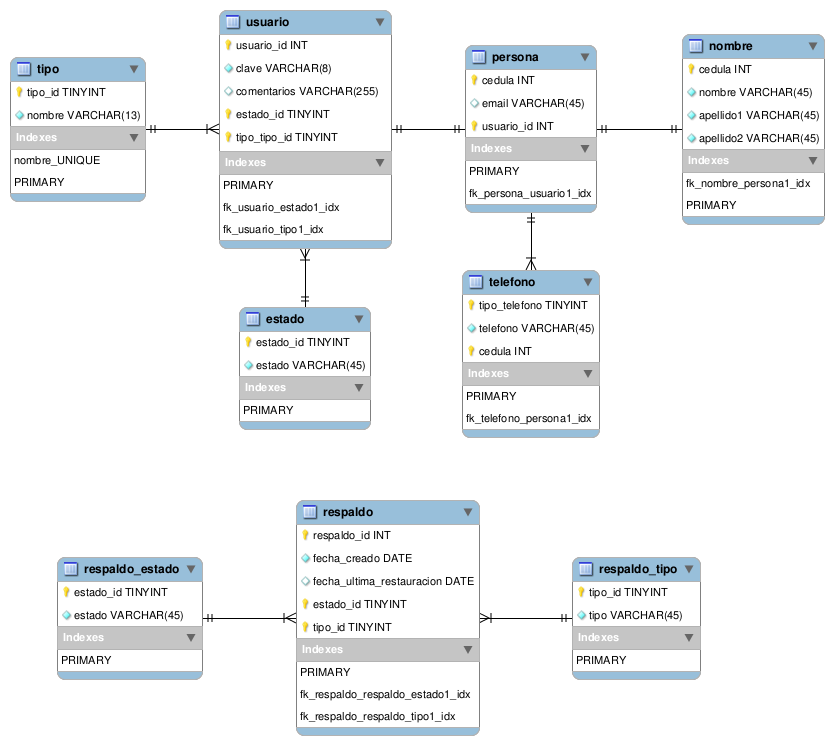 tipo
tipo_id TINYINT
nombre VARCHAR(13)
Indexes
nombre_UNIQUE
PRIMARY
usuario
usuario_id INT
clave VARCHAR(8)
comentarios VARCHAR(255)
estado_id TINYINT
tipo_tipo_id TINYINT
Indexes
PRIMARY
fk_usuario_estado1_idx
fk_usuario_tipo1_idx
persona
cedula INT
email VARCHAR(45)
usuario_id INT
Indexes
PRIMARY
fk_persona_usuario1_idx
nombre
cedula INT
nombre VARCHAR(45)
apellido1 VARCHAR(45)
apellido2 VARCHAR(45)
Indexes
fk_nombre_persona1_idx
PRIMARY
estado
estado_id TINYINT
estado VARCHAR(45)
Indexes
PRIMARY
telefono
tipo_telefono TINYINT
telefono VARCHAR(45)
cedula INT
Indexes
PRIMARY
fk_telefono_persona1_idx
respaldo_estado
estado_id TINYINT
estado VARCHAR(45)
Indexes
PRIMARY
respaldo
respaldo_id INT
fecha_creado DATE
fecha_ultima_restauracion DATE
estado_id TINYINT
tipo_id TINYINT
Indexes
PRIMARY
fk_respaldo_respaldo_estado1_idx
fk_respaldo_respaldo_tipo1_idx
respaldo_tipo
tipo_id TINYINT
tipo VARCHAR(45)
Indexes
PRIMARY